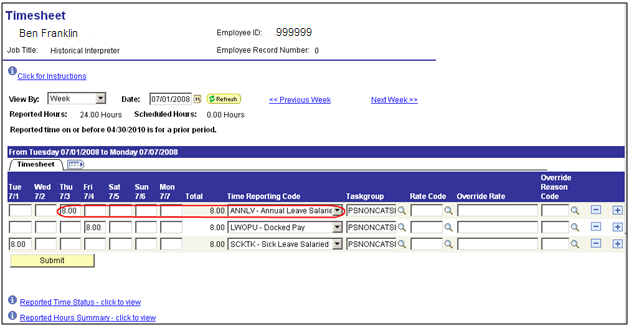 Timesheet
Ben Franklin Employee ID: 999999
Job Title: Historical Interpreter Employee Record Number: 0
Click for Instructions
View By: Week Date: 07/01/2008 Refresh << Previous Week Next Week >>
Reported Hours: 24.00 Hours Scheduled Hours: 0.00 Hours
Reported time on or before 04/30/2010 is for a prior period.
From Tuesday 07/01/2008 to Monday 07/07/2008
Timesheet
Tue 7/1 Wed 7/2 Thu 7/3 Fri 7/4 Sat 7/5 Sun 7/6 Mon 7/7 Total Time Reporting Code Taskgroup Rate Code Override Rate Override Reason Code
8.00 8.00 ANNLV - Annual Leave Salarie PSNONCATSI
8.00 8.00 LWOPU - Docked Pay PSNONCATSI
8.00 8.00 SCKTK - Sick Leave Salaried PSNONCATSI
Submit
Reported Time Status - click to view
Reported Hours Summary - click to view